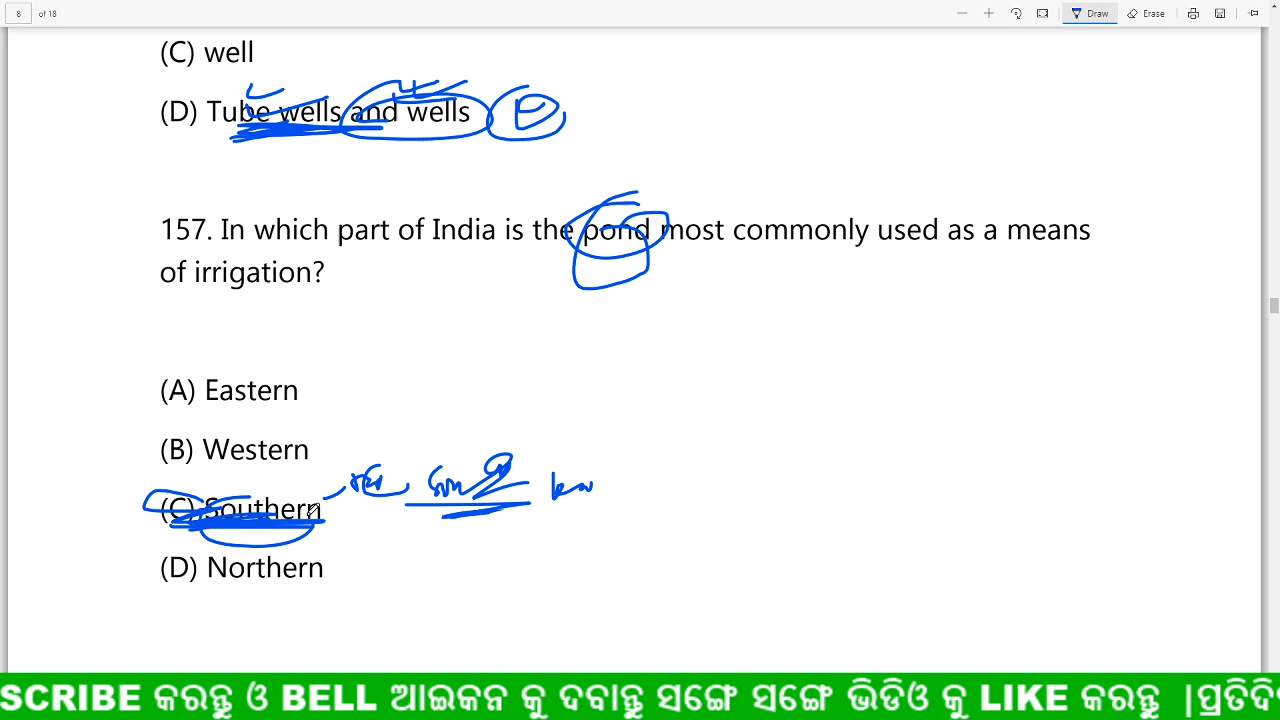 8 of 18 Draw Erase
(C) well
(D) Tube wells and wells
157. In which part of India is the pond most commonly used as a means
of irrigation?
(A) Eastern
(B) Western
(C) Southern
(D) Northern
SCRIBE କରନ୍ତୁ ଓ BELL ଆଇକନ କୁ ଦବାନ୍ତୁ ସଙ୍ଗେ ସଙ୍ଗେ ଭିଡିଓ କୁ LIKE କରନ୍ତୁ |ପ୍ରତିଦି